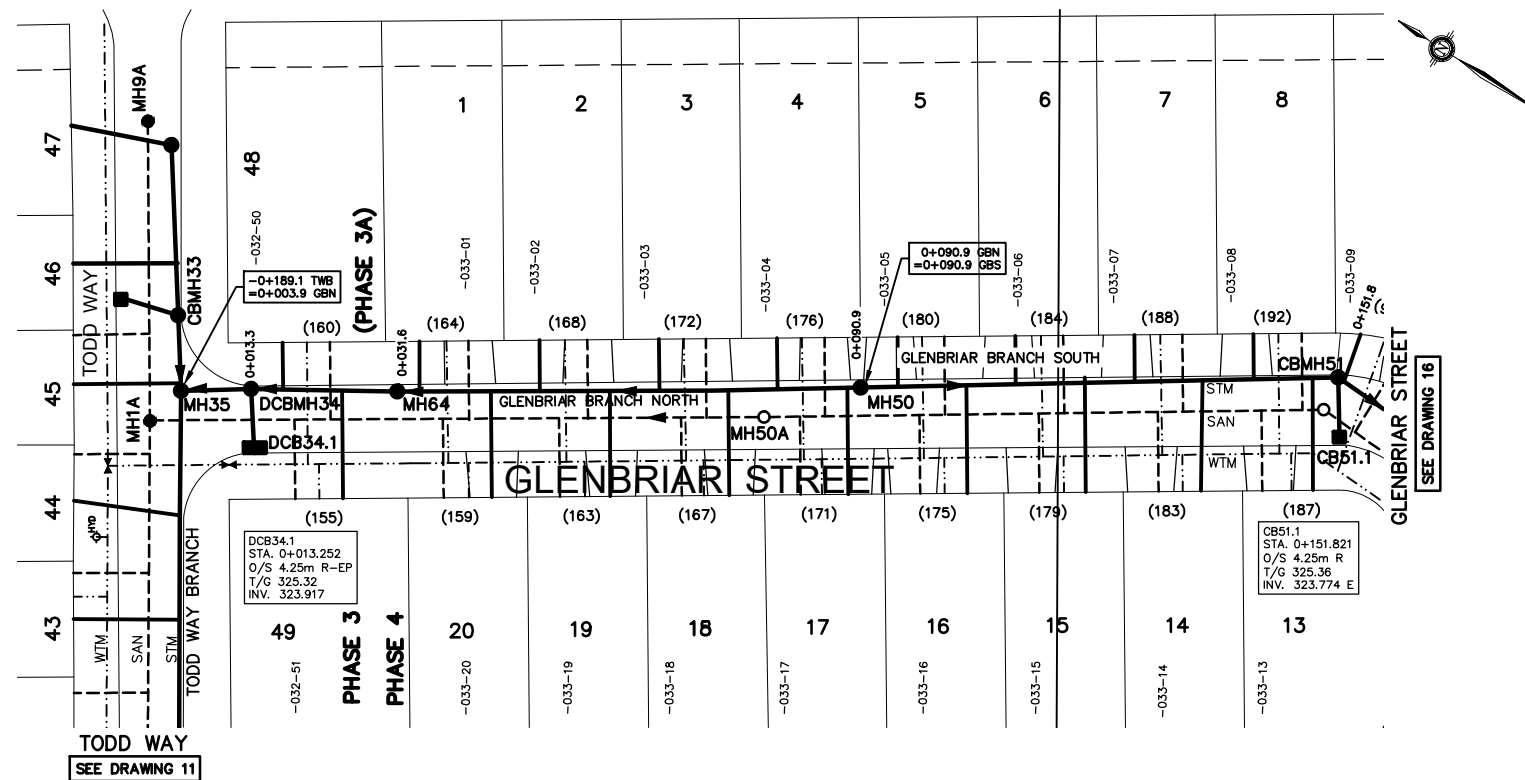 MH9A
47
46
45
44
43
TODD WAY
CBMH33
MH35
MH1A
DCBMH34
DCB34.1
HYD
WTM
SAN
STM
TODD WAY BRANCH
TODD WAY
SEE DRAWING 11
48
1
2
3
4
5
6
7
8
-032-50
-033-01
-033-02
-033-03
-033-04
-033-05
-033-06
-033-07
-033-08
-033-09
(PHASE 3A)
-0+189.1 TWB
=0+003.9 GBN
0+090.9 GBN
=0+090.9 GBS
(160)
(164)
(168)
(172)
(176)
(180)
(184)
(188)
(192)
0+013.3
0+031.6
0+090.9
0+151.8
GLENBRIAR BRANCH SOUTH
GLENBRIAR BRANCH NORTH
MH64
MH50
MH50A
CBMH51
CB51.1
STM
SAN
WTM
GLENBRIAR STREET
GLENBRIAR STREET
SEE DRAWING 16
(155)
(159)
(163)
(167)
(171)
(175)
(179)
(183)
(187)
DCB34.1
STA. 0+013.252
O/S 4.25m R-EP
T/G 325.32
INV. 323.917
CB51.1
STA. 0+151.821
O/S 4.25m R
T/G 325.36
INV. 323.774 E
49
20
19
18
17
16
15
14
13
PHASE 3
PHASE 4
-032-51
-033-20
-033-19
-033-18
-033-17
-033-16
-033-15
-033-14
-033-13
N